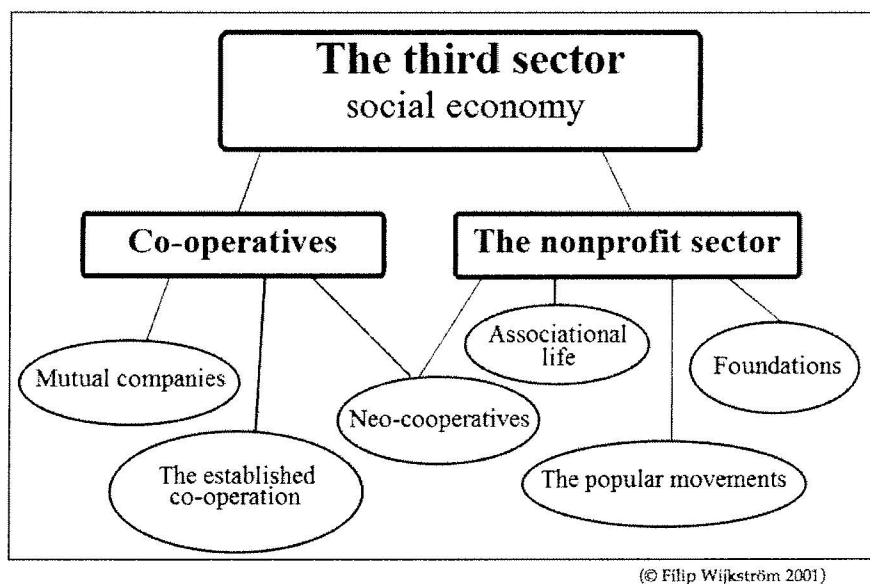 The third sector
social economy
Co-operatives
The nonprofit sector
Associational
life
Mutual companies
Foundations
Neo-cooperatives
The established
co-operation
The popular movements
(© Filip Wijkström 2001)